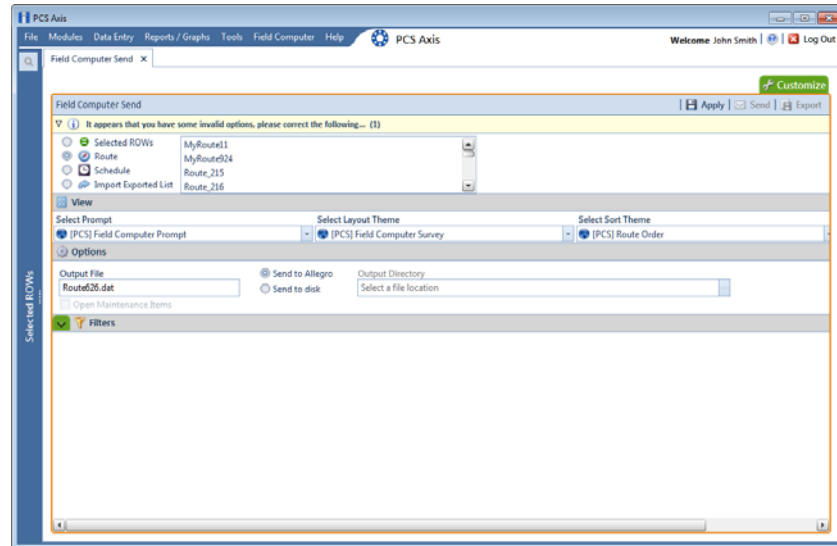 PCS Axis
File Modules Data Entry Reports / Graphs Tools Field Computer Help PCS Axis Welcome John Smith | | Log Out
Field Computer Send X
Customize
Field Computer Send | Apply | Send | Export
It appears that you have some invalid options, please correct the following... (1)
Selected ROWs
Route
Schedule
Import Exported List
MyRoute11
MyRoute924
Route_215
Route_216
View
Select Prompt Select Layout Theme Select Sort Theme
[PCS] Field Computer Prompt [PCS] Field Computer Survey [PCS] Route Order
Options
Output File Send to Allegro Output Directory
Route626.dat Send to disk Select a file location
Open Maintenance Items
Filters
Selected ROWs